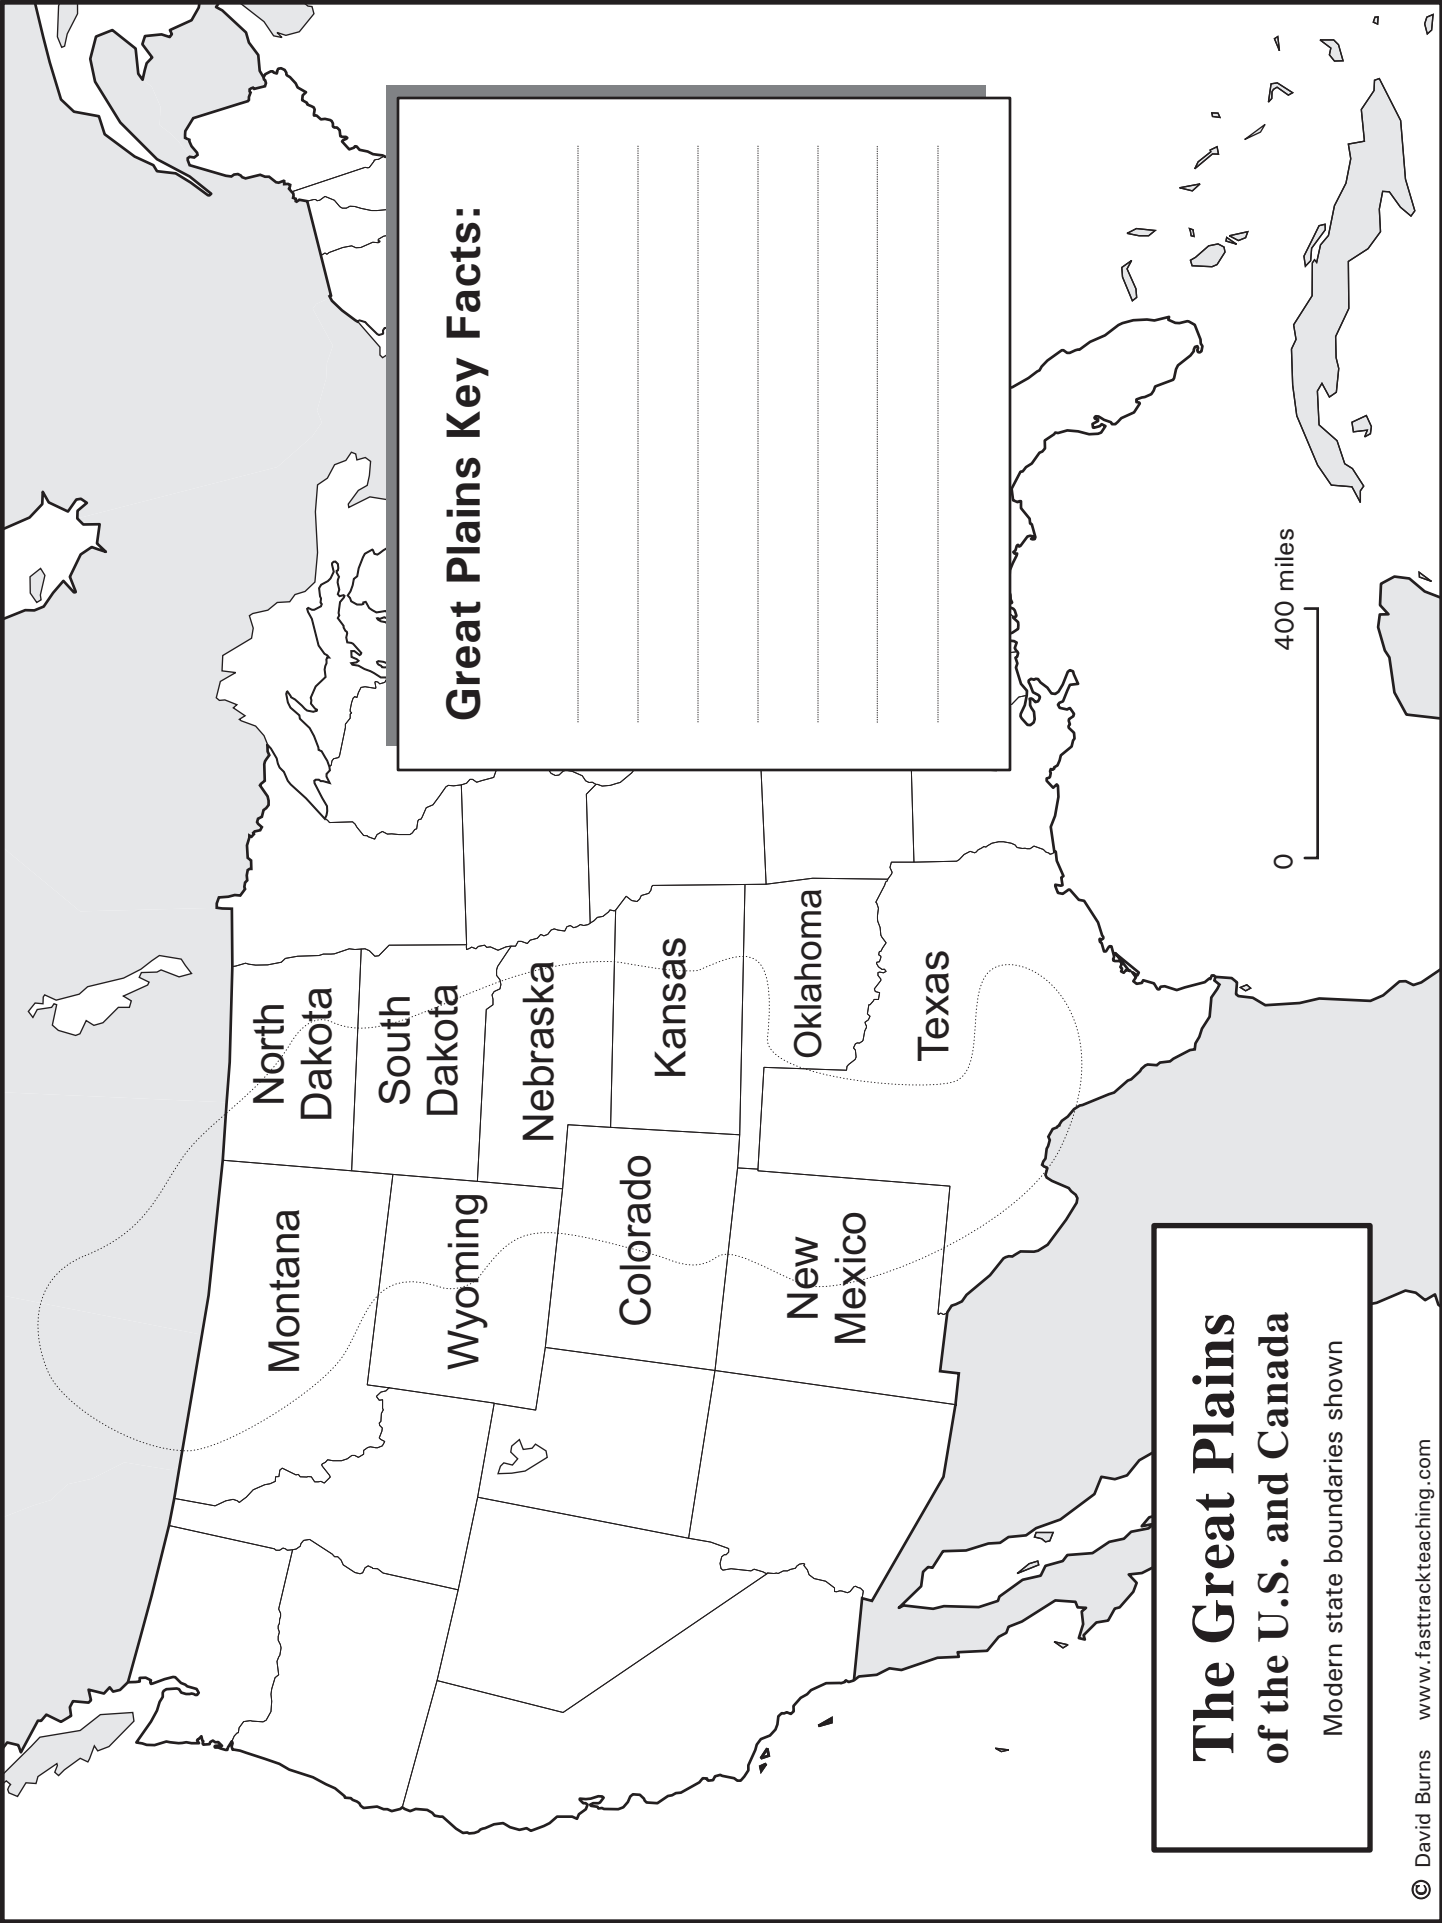 Great Plains Key Facts:
North
Dakota
South
Dakota
Nebraska
Kansas
Oklahoma
Texas
Montana
Wyoming
Colorado
New
Mexico
0
400 miles
The Great Plains
of the U.S. and Canada
Modern state boundaries shown
© David Burns www.fasttrackteaching.com